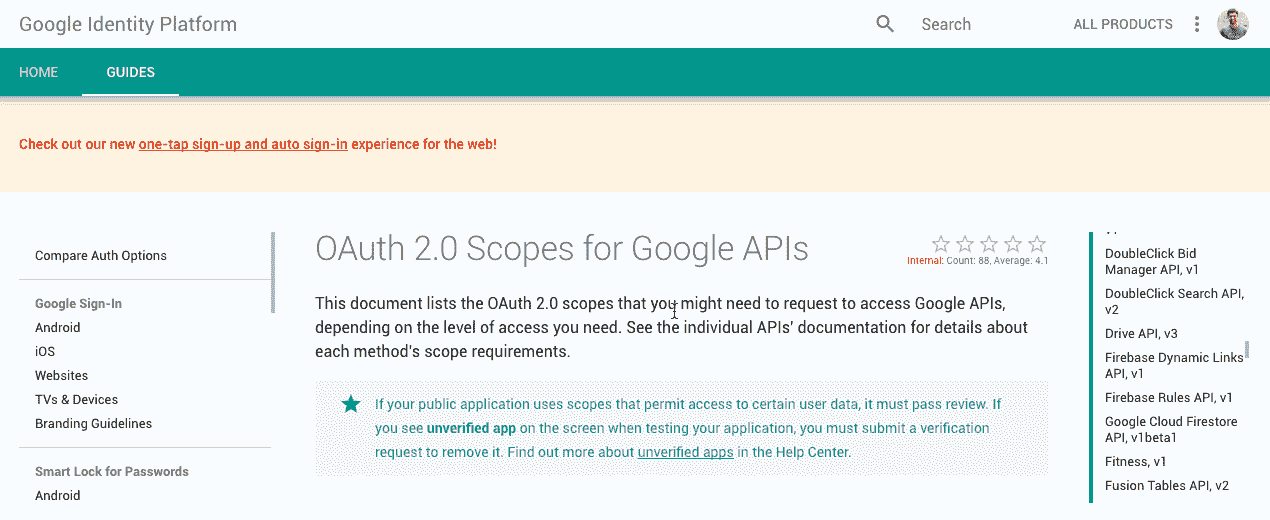 Google Identity Platform
Search
ALL PRODUCTS
HOME
GUIDES
Check out our new one-tap sign-up and auto sign-in experience for the web!
Compare Auth Options
Google Sign-In
Android
iOS
Websites
TVs & Devices
Branding Guidelines
Smart Lock for Passwords
Android
OAuth 2.0 Scopes for Google APIs
Internal: Count: 88, Average: 4.1
This document lists the OAuth 2.0 scopes that you might need to request to access Google APIs,
depending on the level of access you need. See the individual APIs' documentation for details about
each method's scope requirements.
If your public application uses scopes that permit access to certain user data, it must pass review. If
you see unverified app on the screen when testing your application, you must submit a verification
request to remove it. Find out more about unverified apps in the Help Center.
DoubleClick Bid
Manager API, v1
DoubleClick Search API,
v2
Drive API, v3
Firebase Dynamic Links
API, v1
Firebase Rules API, v1
Google Cloud Firestore
API, v1beta1
Fitness, v1
Fusion Tables API, v2